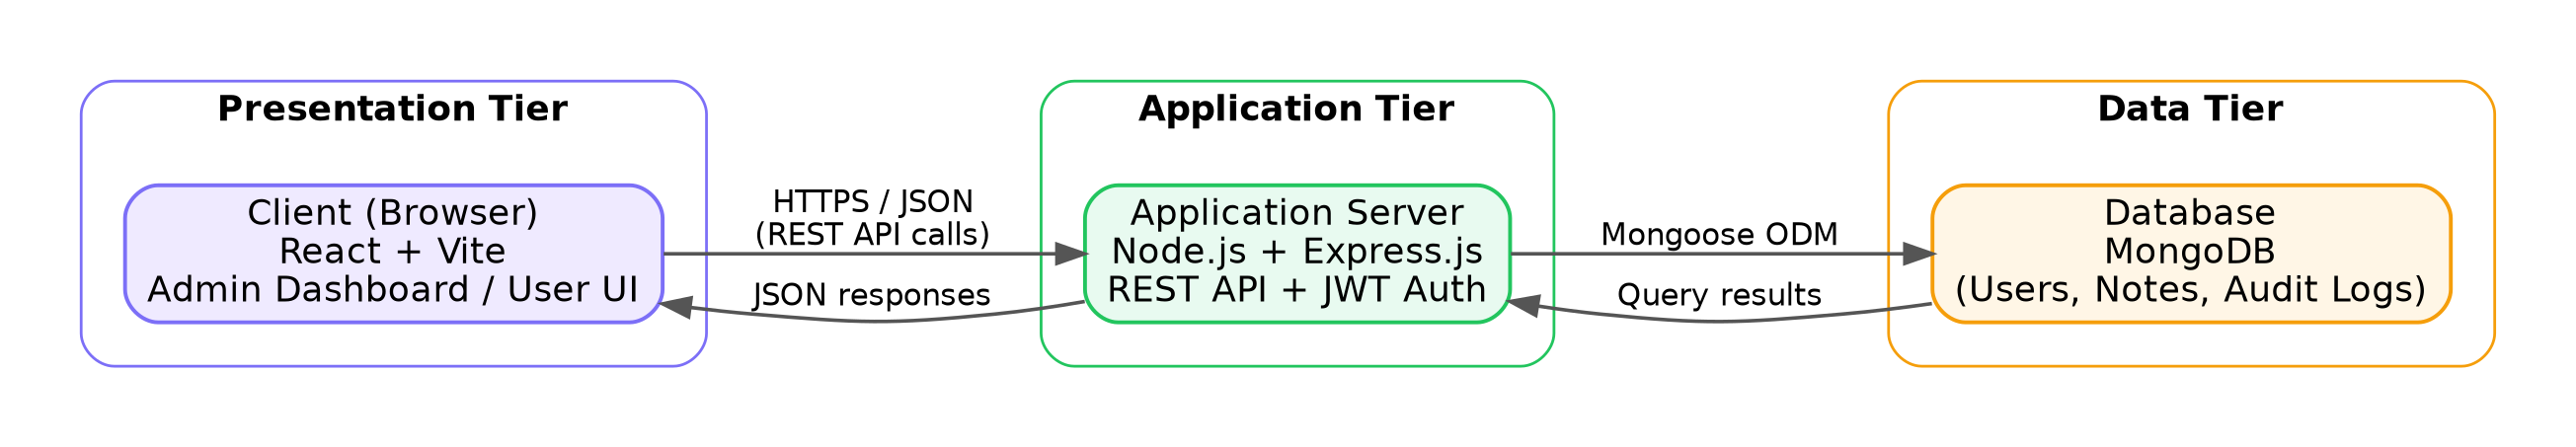 Presentation Tier
Client (Browser)
React + Vite
Admin Dashboard / User UI
HTTPS / JSON
(REST API calls)
JSON responses
Application Tier
Application Server
Node.js + Express.js
REST API + JWT Auth
Mongoose ODM
Query results
Data Tier
Database
MongoDB
(Users, Notes, Audit Logs)